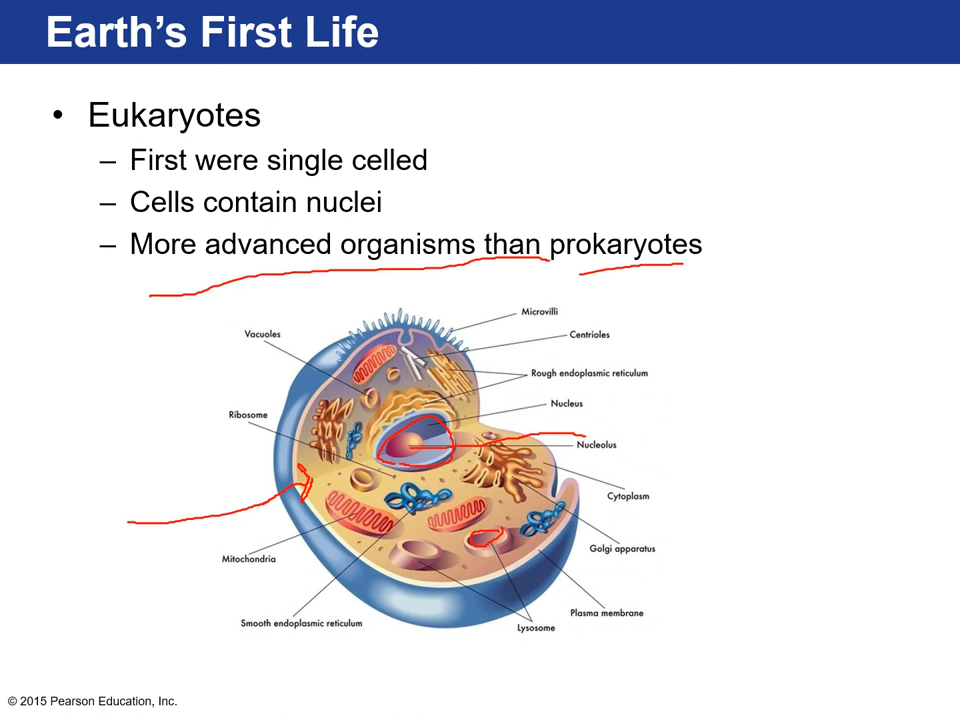 Earth’s First Life
• Eukaryotes
– First were single celled
– Cells contain nuclei
– More advanced organisms than prokaryotes
Microvilli
Vacuoles
Centrioles
Rough endoplasmic reticulum
Nucleus
Ribosome
Nucleolus
Cytoplasm
Golgi apparatus
Mitochondria
Plasma membrane
Smooth endoplasmic reticulum
Lysosome
© 2015 Pearson Education, Inc.